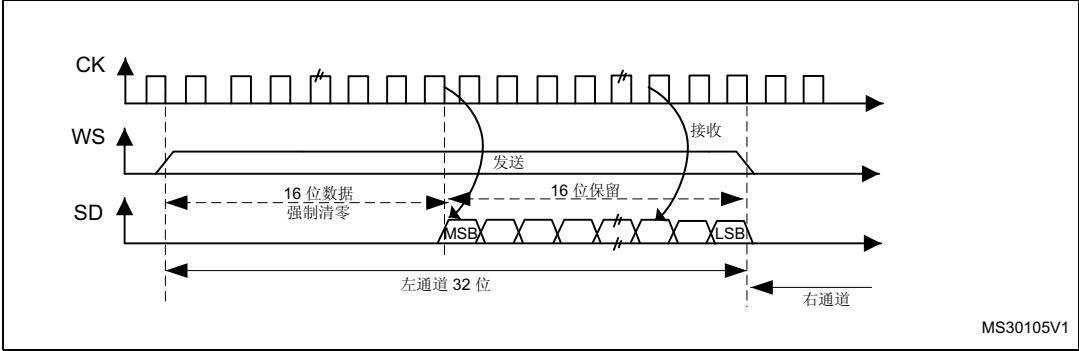 CK
WS
接收
发送
16 位数据
强制清零
16 位保留
SD
MSB
LSB
左通道 32 位
右通道
MS30105V1